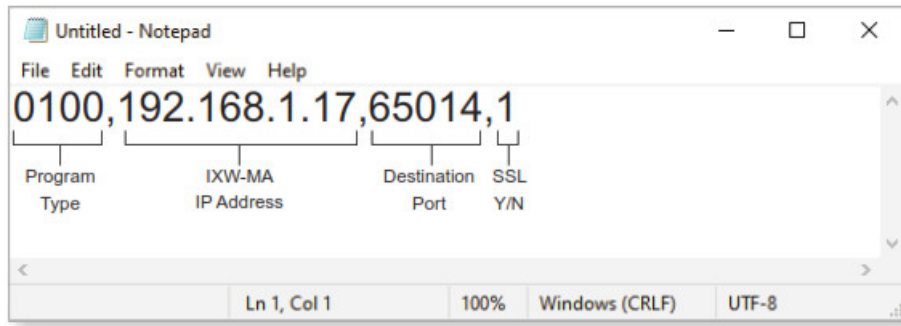 Untitled - Notepad
File Edit Format View Help
0100,192.168.1.17,65014,1
Program Type
IXW-MA IP Address
Destination Port
SSL Y/N
Ln 1, Col 1 100% Windows (CRLF) UTF-8